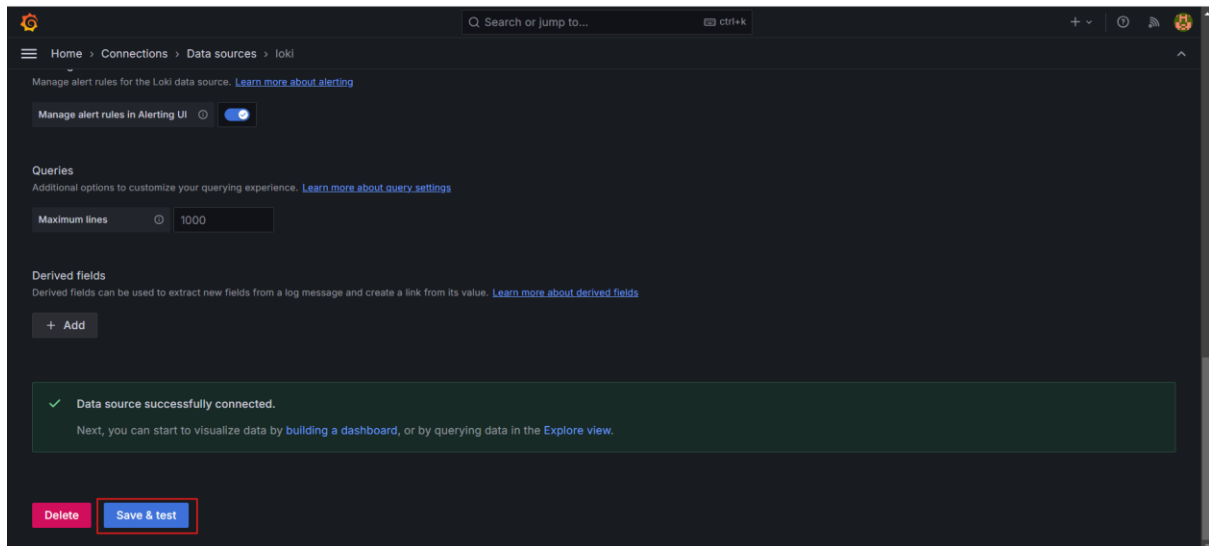 Search or jump to...
ctrl+k
Home › Connections › Data sources › loki
Manage alert rules for the Loki data source. Learn more about alerting
Manage alert rules in Alerting UI
Queries
Additional options to customize your querying experience. Learn more about query settings
Maximum lines
1000
Derived fields
Derived fields can be used to extract new fields from a log message and create a link from its value. Learn more about derived fields
+ Add
Data source successfully connected.
Next, you can start to visualize data by building a dashboard, or by querying data in the Explore view.
Delete
Save & test